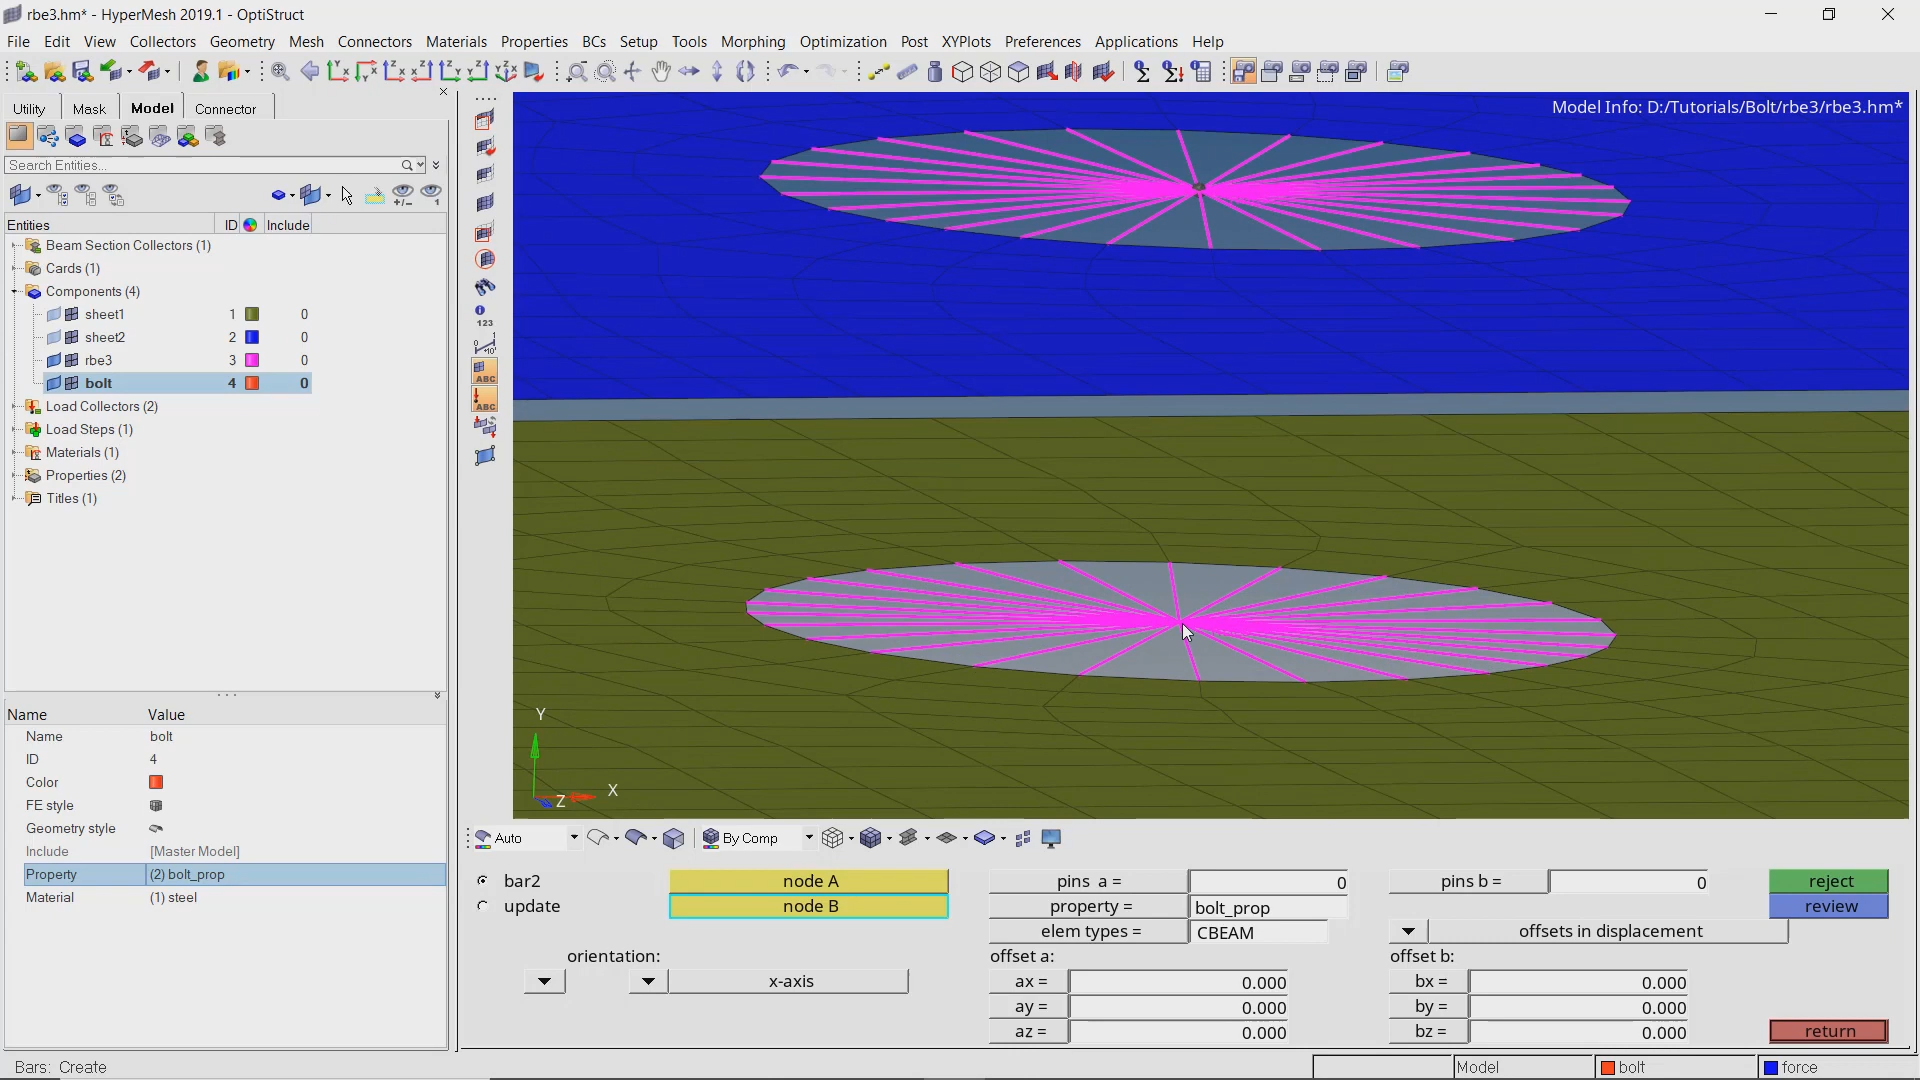 rbe3.hm* - HyperMesh 2019.1 - OptiStruct
File Edit View Collectors Geometry Mesh Connectors Materials Properties BCs Setup Tools Morphing Optimization Post XYPlots Preferences Applications Help
Utility Mask Model Connector
Model Info: D:/Tutorials/Bolt/rbe3/rbe3.hm*
Search Entities...
Entities ID Include
Beam Section Collectors (1)
Cards (1)
Components (4)
sheet1 1 0
sheet2 2 0
rbe3 3 0
bolt 4 0
Load Collectors (2)
Load Steps (1)
Materials (1)
Properties (2)
Titles (1)
123
ABC
ABC
Name Value
Name bolt
ID 4
Color
FE style
Geometry style
Include [Master Model]
Property (2) bolt_prop
Material (1) steel
Y
X
Z
Auto By Comp
bar2 node A pins a = 0 pins b = 0 reject
update node B property = bolt_prop review
elem types = CBEAM offsets in displacement
orientation: offset a: offset b:
x-axis ax = 0.000 bx = 0.000
ay = 0.000 by = 0.000
az = 0.000 bz = 0.000 return
Bars: Create Model bolt force